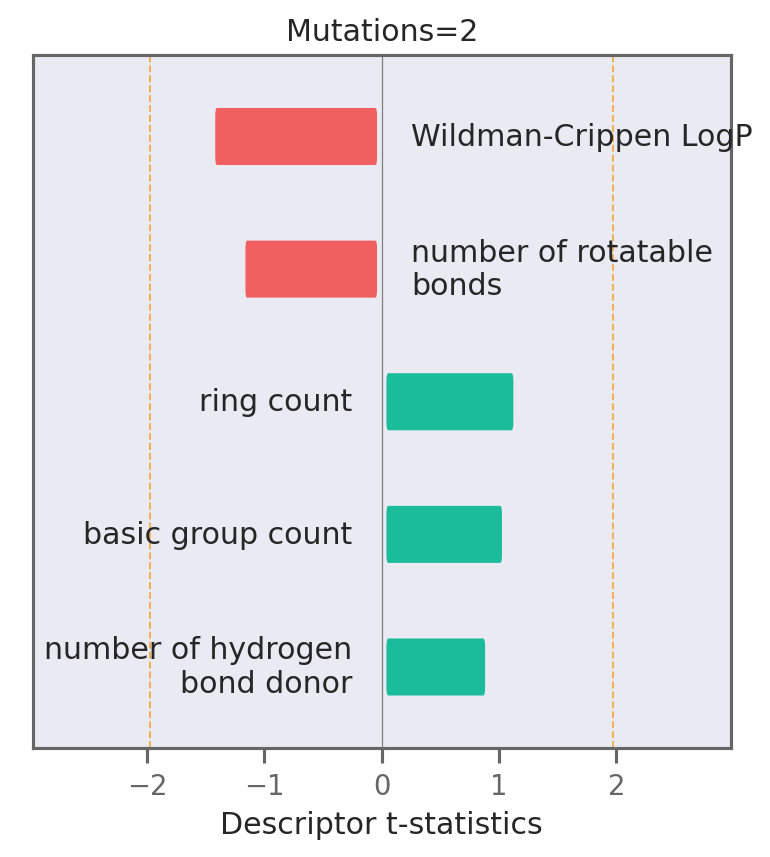 Mutations=2
Wildman-Crippen LogP
number of rotatable
bonds
ring count
basic group count
number of hydrogen
bond donor
−2 −1 0 1 2
Descriptor t-statistics